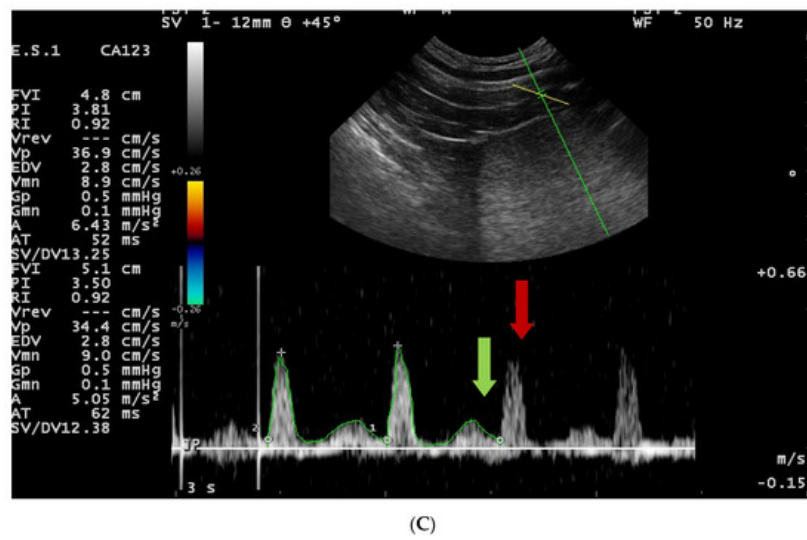 SV 1- 12mm θ +45°
WF 50 Hz
E.S.1 CA123
FVI 4.8 cm
PI 3.81
RI 0.92
Vrev --- cm/s
Vp 36.9 cm/s
EDV 2.8 cm/s
Vmn 8.9 cm/s
Gp 0.5 mmHg
Gmn 0.1 mmHg
A 6.43 m/s²
AT 52 ms
SV/DV13.25
FVI 5.1 cm
PI 3.50
RI 0.92
Vrev --- cm/s
Vp 34.4 cm/s
EDV 2.8 cm/s
Vmn 9.0 cm/s
Gp 0.5 mmHg
Gmn 0.1 mmHg
A 5.05 m/s²
AT 62 ms
SV/DV12.38
+0.26
-0.26
m/s
+0.66
2
1
TP
m/s
-0.15
3 s
(C)